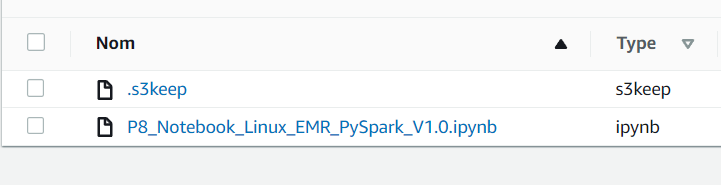 Nom Type
.s3keep s3keep
P8_Notebook_Linux_EMR_PySpark_V1.0.ipynb ipynb